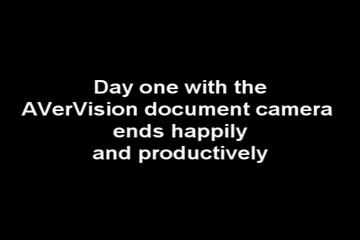 Day one with the
AVerVision document camera
ends happily
and productively